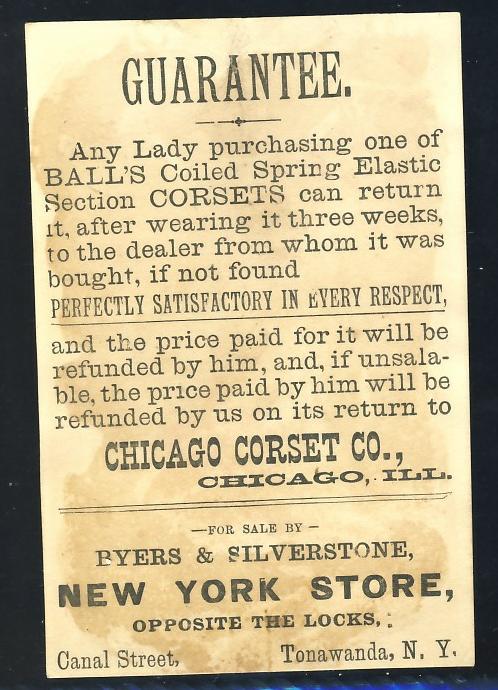 GUARANTEE.
Any Lady purchasing one of
BALL'S Coiled Spring Elastic
Section CORSETS can return
it, after wearing it three weeks,
to the dealer from whom it was
bought, if not found
PERFECTLY SATISFACTORY IN EVERY RESPECT,
and the price paid for it will be
refunded by him, and, if unsala-
ble, the price paid by him will be
refunded by us on its return to
CHICAGO CORSET CO.,
CHICAGO, ILL.
—FOR SALE BY—
BYERS & SILVERSTONE,
NEW YORK STORE,
OPPOSITE THE LOCKS,
Canal Street, Tonawanda, N. Y.